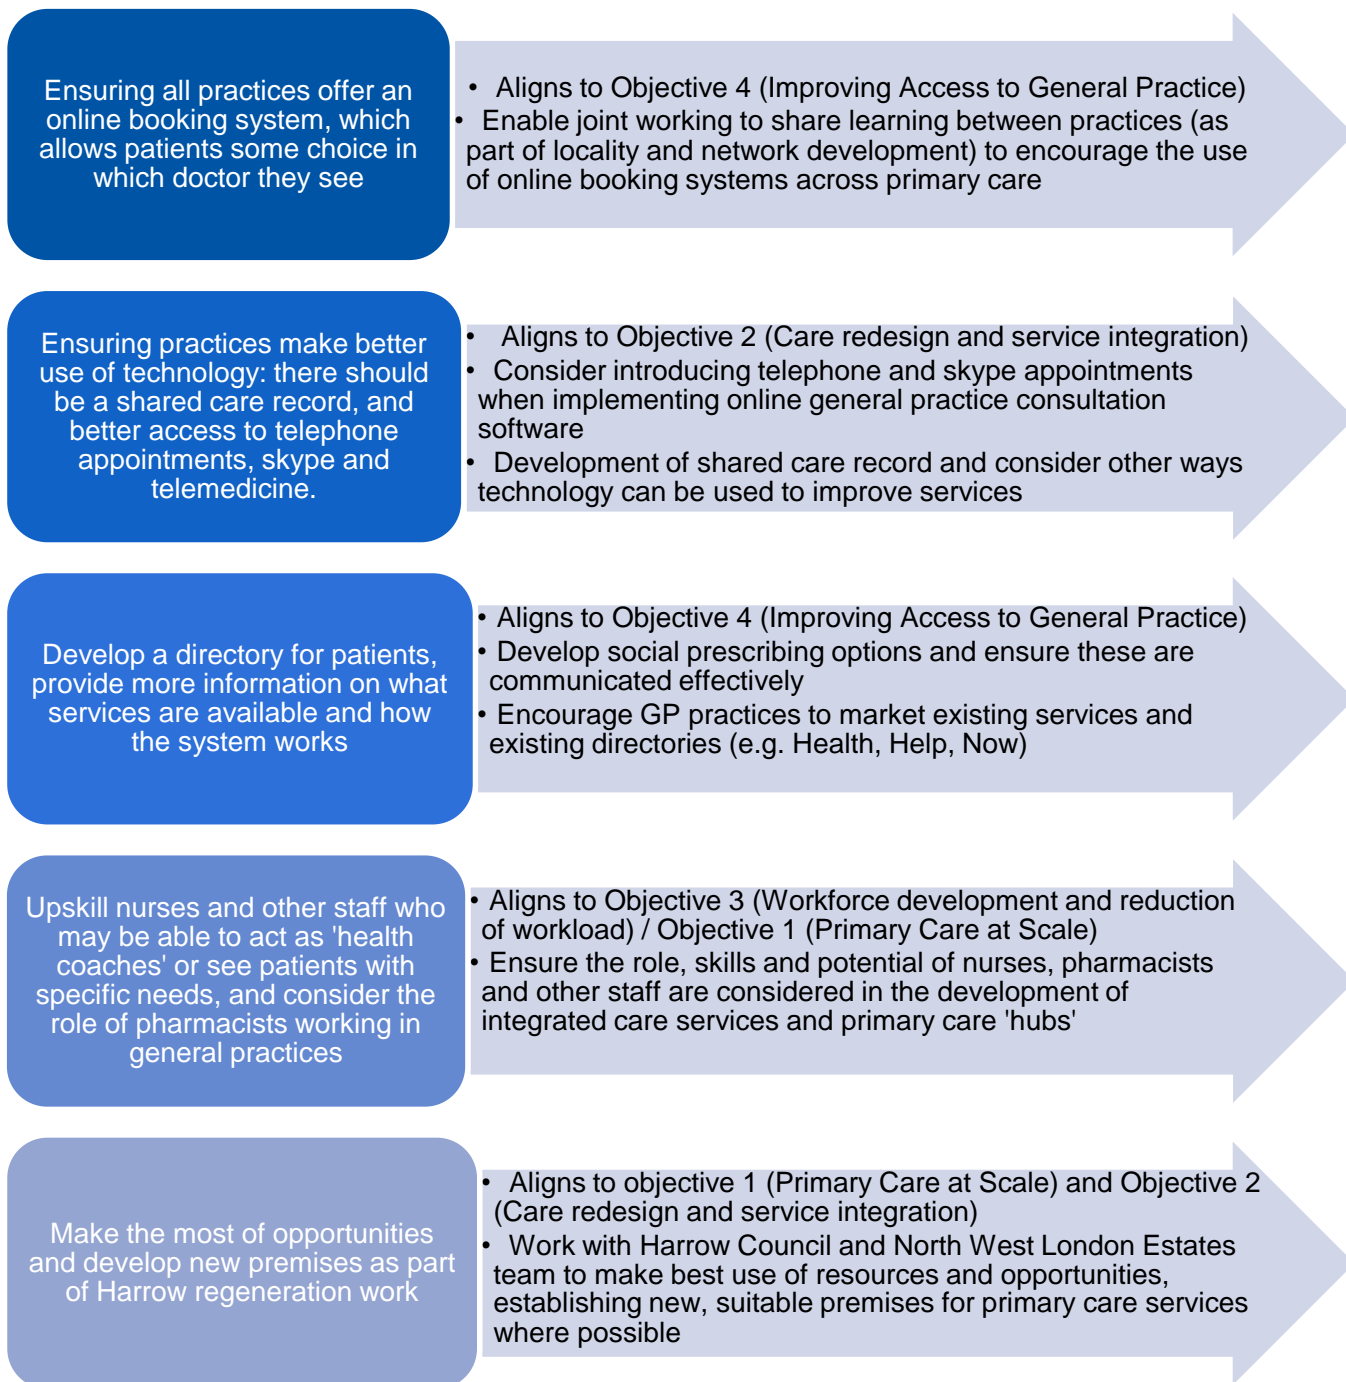 Ensuring all practices offer an
online booking system, which
allows patients some choice in
which doctor they see
• Aligns to Objective 4 (Improving Access to General Practice)
• Enable joint working to share learning between practices (as
part of locality and network development) to encourage the use
of online booking systems across primary care
Ensuring practices make better
use of technology: there should
be a shared care record, and
better access to telephone
appointments, skype and
telemedicine.
• Aligns to Objective 2 (Care redesign and service integration)
• Consider introducing telephone and skype appointments
when implementing online general practice consultation
software
• Development of shared care record and consider other ways
technology can be used to improve services
Develop a directory for patients,
provide more information on what
services are available and how
the system works
• Aligns to Objective 4 (Improving Access to General Practice)
• Develop social prescribing options and ensure these are
communicated effectively
• Encourage GP practices to market existing services and
existing directories (e.g. Health, Help, Now)
Upskill nurses and other staff who
may be able to act as 'health
coaches' or see patients with
specific needs, and consider the
role of pharmacists working in
general practices
• Aligns to Objective 3 (Workforce development and reduction
of workload) / Objective 1 (Primary Care at Scale)
• Ensure the role, skills and potential of nurses, pharmacists
and other staff are considered in the development of
integrated care services and primary care 'hubs'
Make the most of opportunities
and develop new premises as part
of Harrow regeneration work
• Aligns to objective 1 (Primary Care at Scale) and Objective 2
(Care redesign and service integration)
• Work with Harrow Council and North West London Estates
team to make best use of resources and opportunities,
establishing new, suitable premises for primary care services
where possible